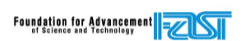 Foundation for Advancement
of Science and Technology
FAST